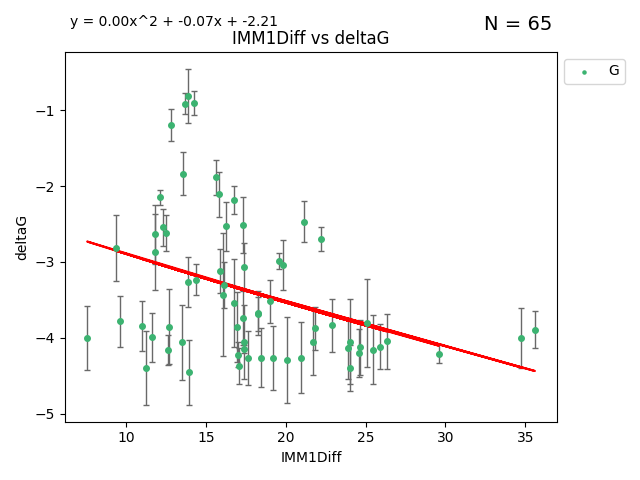 y = 0.00x^2 + -0.07x + -2.21
N = 65
IMM1Diff vs deltaG
G
−1
−2
−3
−4
−5
deltaG
10 15 20 25 30 35
IMM1Diff